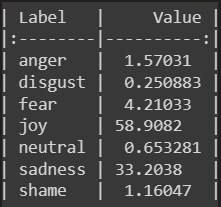 | Label    |      Value |
|:---------|-----------:|
| anger    |   1.57031  |
| disgust  |   0.250883 |
| fear     |   4.21033  |
| joy      |  58.9082   |
| neutral  |   0.653281 |
| sadness  |  33.2038   |
| shame    |   1.16047  |